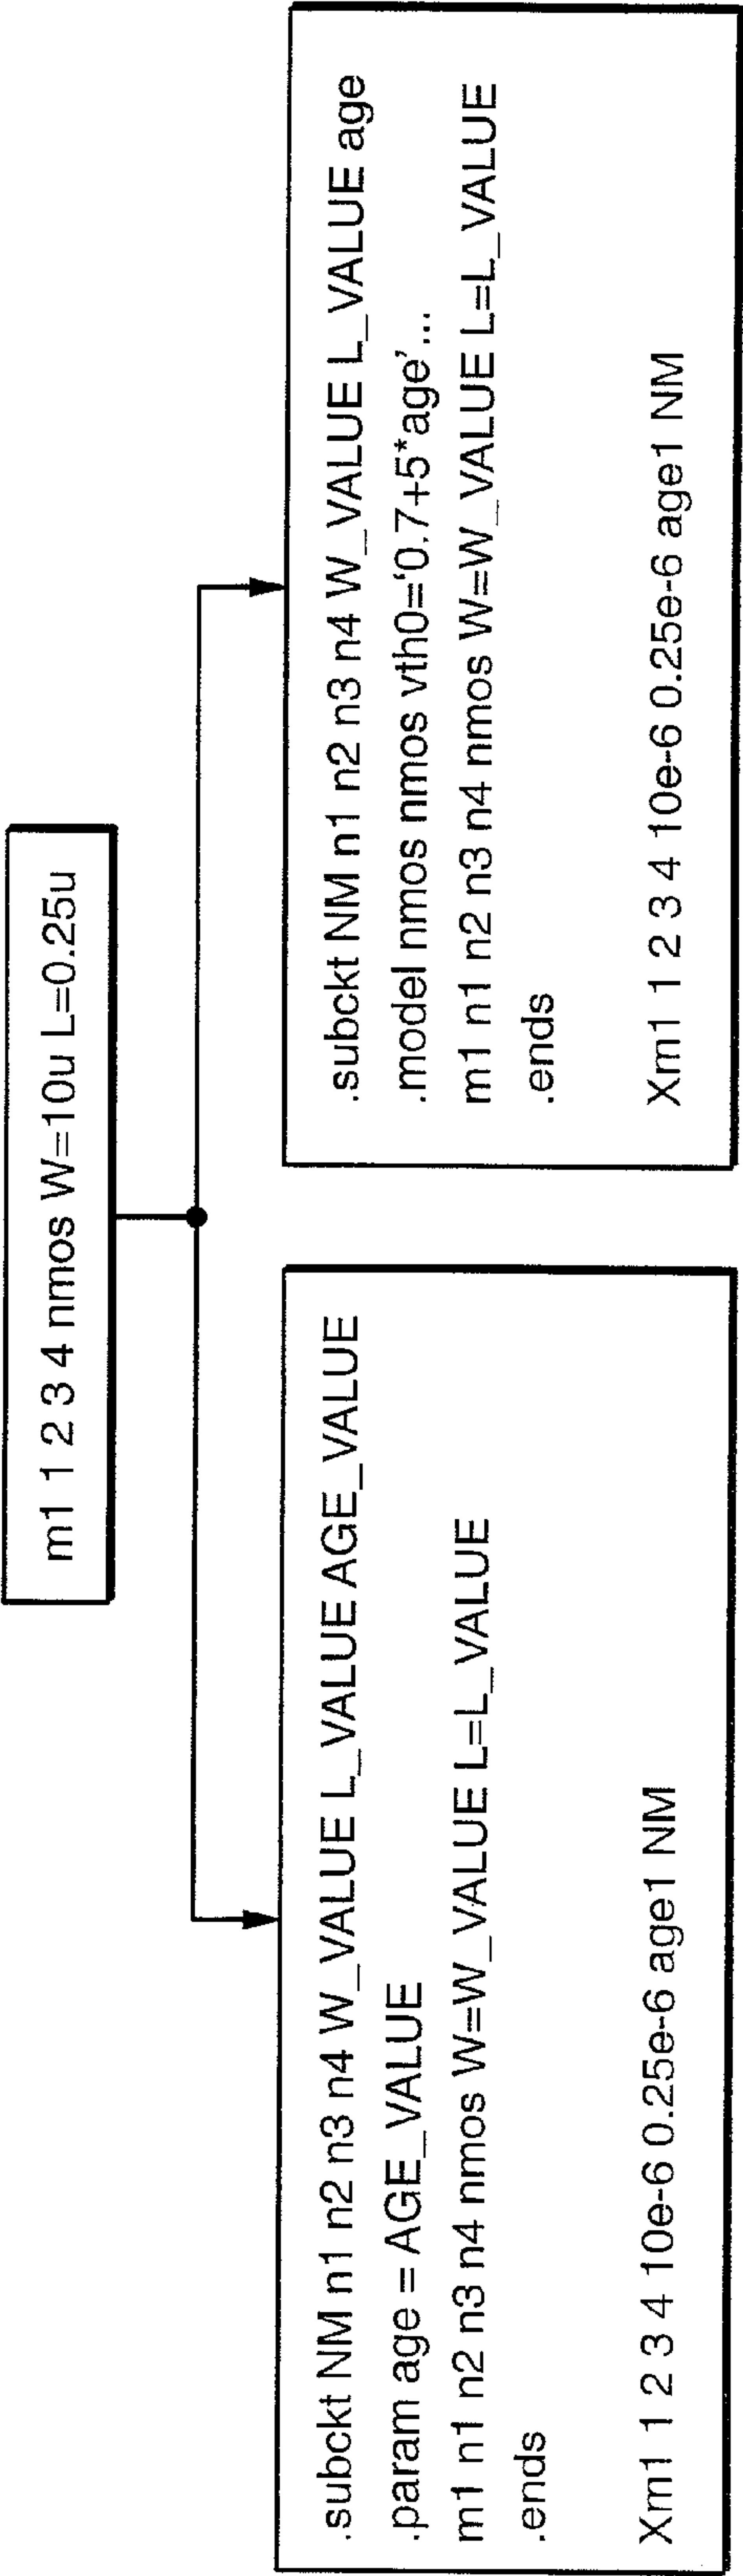 m1 1 2 3 4 nmos W=10u L=0.25u
.subckt NM n1 n2 n3 n4 W_VALUE L_VALUE AGE_VALUE
.param age = AGE_VALUE
m1 n1 n2 n3 n4 nmos W=W_VALUE L=L_VALUE
.ends
Xm1 1 2 3 4 10e-6 0.25e-6 age1 NM
.subckt NM n1 n2 n3 n4 W_VALUE L_VALUE age
.model nmos nmos vth0=‘0.7+5*age’...
m1 n1 n2 n3 n4 nmos W=W_VALUE L=L_VALUE
.ends
Xm1 1 2 3 4 10e-6 0.25e-6 age1 NM